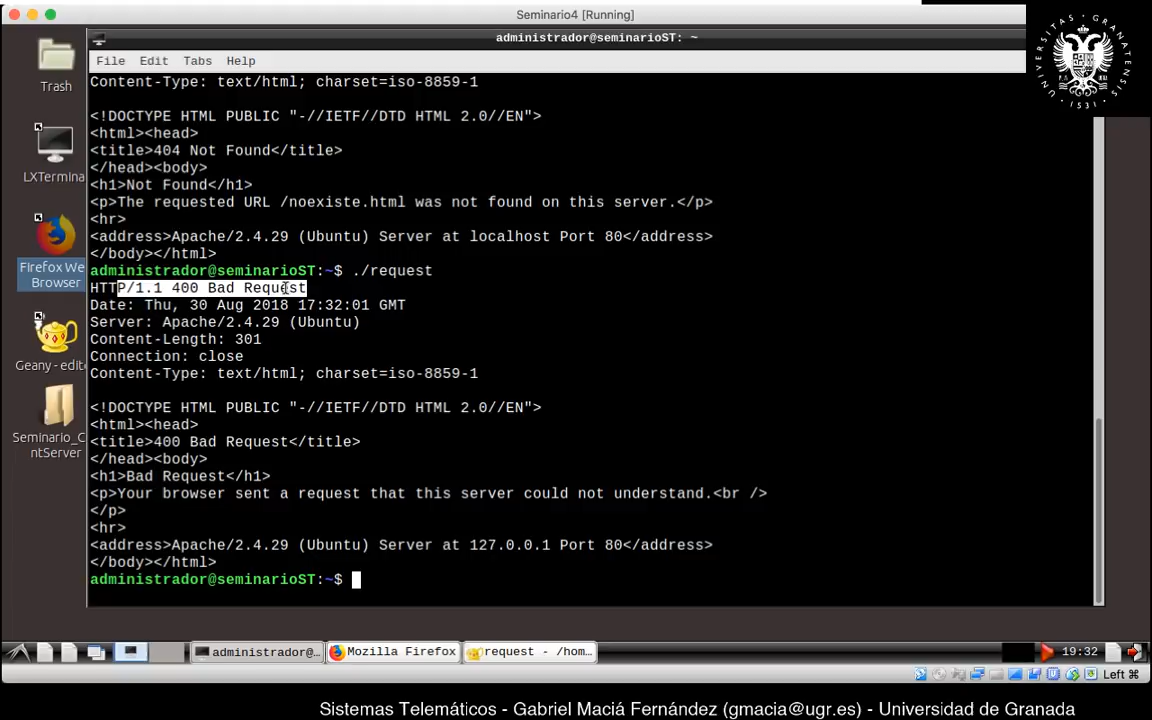 Seminario4 [Running]
administrador@seminarioST: ~
UNIVERSITAS GRANATENSIS
1531
File Edit Tabs Help
Trash
LXTermina
Firefox We
Browser
Geany - edit
Seminario_C
ntServer
Content-Type: text/html; charset=iso-8859-1
<!DOCTYPE HTML PUBLIC "-//IETF//DTD HTML 2.0//EN">
<html><head>
<title>404 Not Found</title>
</head><body>
<h1>Not Found</h1>
<p>The requested URL /noexiste.html was not found on this server.</p>
<hr>
<address>Apache/2.4.29 (Ubuntu) Server at localhost Port 80</address>
</body></html>
administrador@seminarioST:~$ ./request
HTTP/1.1 400 Bad Request
Date: Thu, 30 Aug 2018 17:32:01 GMT
Server: Apache/2.4.29 (Ubuntu)
Content-Length: 301
Connection: close
Content-Type: text/html; charset=iso-8859-1
<!DOCTYPE HTML PUBLIC "-//IETF//DTD HTML 2.0//EN">
<html><head>
<title>400 Bad Request</title>
</head><body>
<h1>Bad Request</h1>
<p>Your browser sent a request that this server could not understand.<br />
</p>
<hr>
<address>Apache/2.4.29 (Ubuntu) Server at 127.0.0.1 Port 80</address>
</body></html>
administrador@seminarioST:~$
administrador@... Mozilla Firefox request - /hom... 19:32
Left ⌘
Sistemas Telemáticos - Gabriel Maciá Fernández (gmacia@ugr.es) - Universidad de Granada